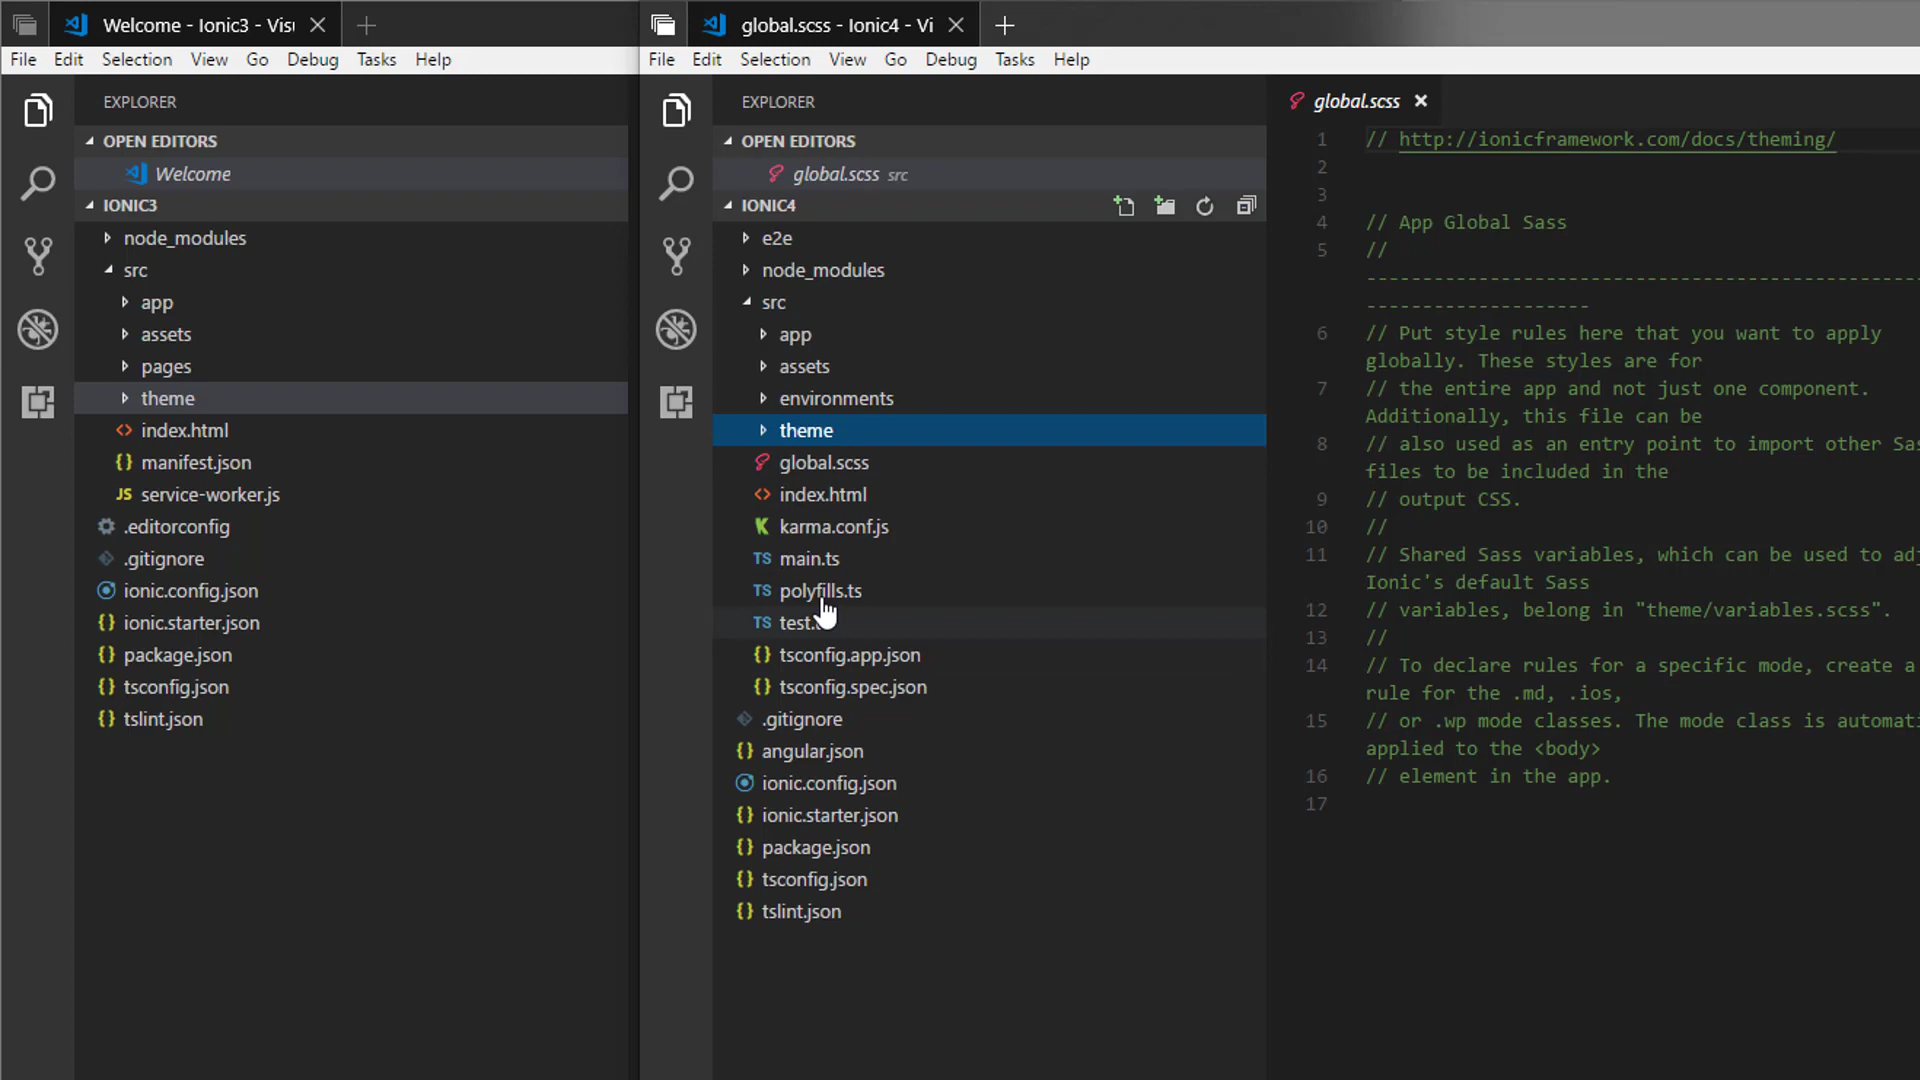 Welcome - Ionic3 - Vis
File Edit Selection View Go Debug Tasks Help
EXPLORER
OPEN EDITORS
Welcome
IONIC3
node_modules
src
app
assets
pages
theme
index.html
manifest.json
JS service-worker.js
.editorconfig
.gitignore
ionic.config.json
ionic.starter.json
package.json
tsconfig.json
tslint.json
global.scss - Ionic4 - Vi
File Edit Selection View Go Debug Tasks Help
EXPLORER
OPEN EDITORS
global.scss src
IONIC4
e2e
node_modules
src
app
assets
environments
theme
global.scss
index.html
karma.conf.js
TS main.ts
TS polyfills.ts
TS test.
tsconfig.app.json
tsconfig.spec.json
.gitignore
angular.json
ionic.config.json
ionic.starter.json
package.json
tsconfig.json
tslint.json
global.scss
1 // http://ionicframework.com/docs/theming/
2
3
4 // App Global Sass
5 //
--------------------------------------------------
--------------------
6 // Put style rules here that you want to apply
globally. These styles are for
7 // the entire app and not just one component.
Additionally, this file can be
8 // also used as an entry point to import other Sas
files to be included in the
9 // output CSS.
10 //
11 // Shared Sass variables, which can be used to adj
Ionic's default Sass
12 // variables, belong in "theme/variables.scss".
13 //
14 // To declare rules for a specific mode, create a
rule for the .md, .ios,
15 // or .wp mode classes. The mode class is automati
applied to the <body>
16 // element in the app.
17